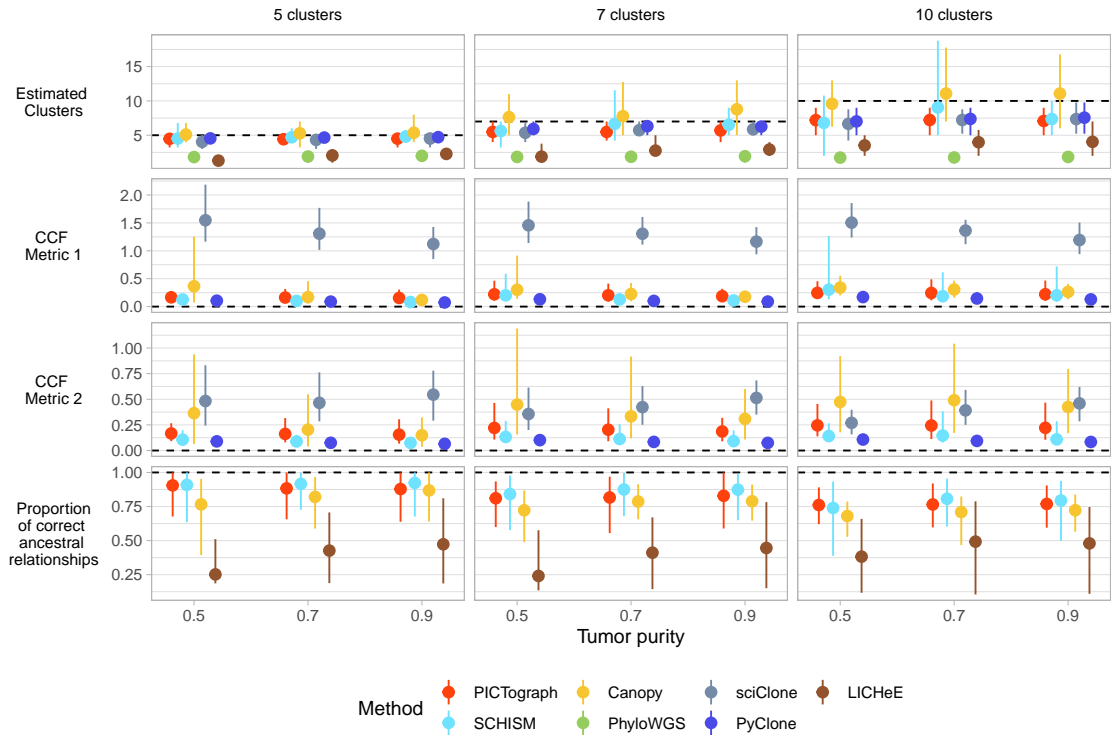 5 clusters
7 clusters
10 clusters
Estimated
Clusters
15
10
5
CCF
Metric 1
2.0
1.5
1.0
0.5
0.0
CCF
Metric 2
1.00
0.75
0.50
0.25
0.00
Proportion
of correct
ancestral
relationships
1.00
0.75
0.50
0.25
0.5 0.7 0.9 0.5 0.7 0.9 0.5 0.7 0.9
Tumor purity
Method
PICTograph Canopy sciClone LICHeE
SCHISM PhyloWGS PyClone